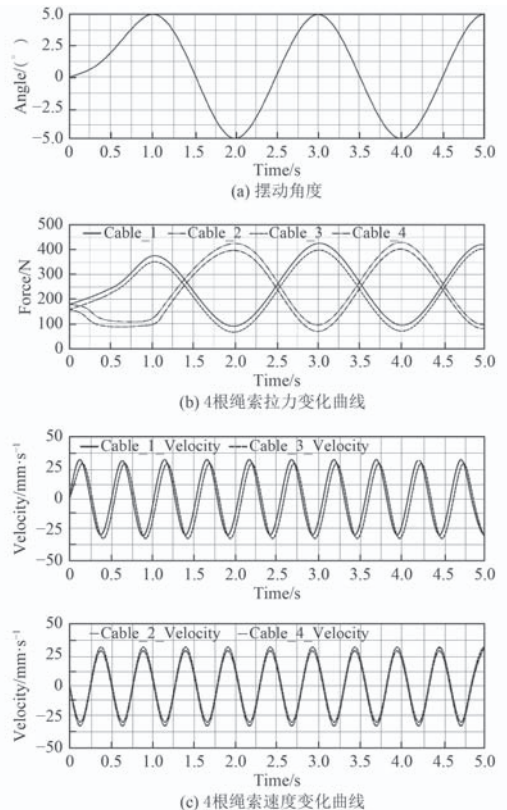 5.0
2.5
0
−2.5
−5.0
Angle/(°)
0 0.5 1.0 1.5 2.0 2.5 3.0 3.5 4.0 4.5 5.0
Time/s
(a) 摆动角度
500
400
300
200
100
0
Force/N
Cable_1 Cable_2 Cable_3 Cable_4
0 0.5 1.0 1.5 2.0 2.5 3.0 3.5 4.0 4.5 5.0
Time/s
(b) 4根绳索拉力变化曲线
50
25
0
−25
50
Velocity/mm·s⁻¹
Cable_1_Velocity Cable_3_Velocity
0 0.5 1.0 1.5 2.0 2.5 3.0 3.5 4.0 4.5 5.0
Time/s
50
25
0
−25
−50
Velocity/mm·s⁻¹
Cable_2_Velocity Cable_4_Velocity
0 0.5 1.0 1.5 2.0 2.5 3.0 3.5 4.0 4.5 5.0
Time/s
(c) 4根绳索速度变化曲线